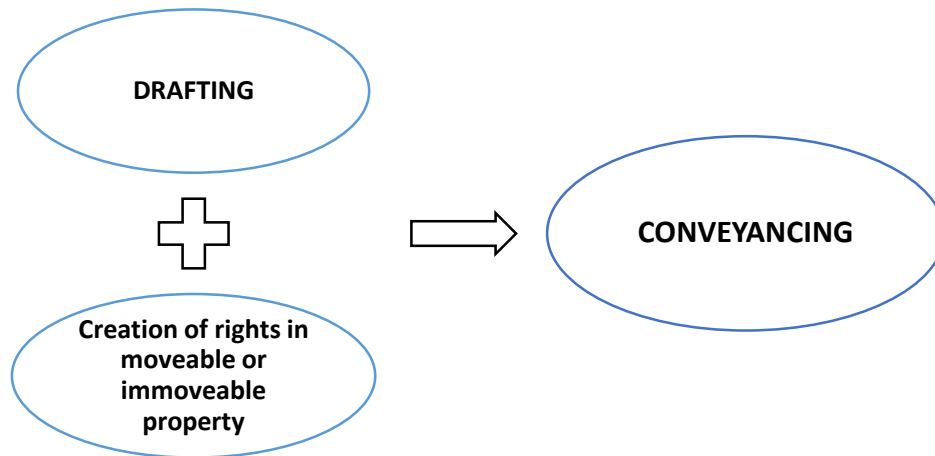 DRAFTING
CONVEYANCING
Creation of rights in
moveable or
immoveable
property